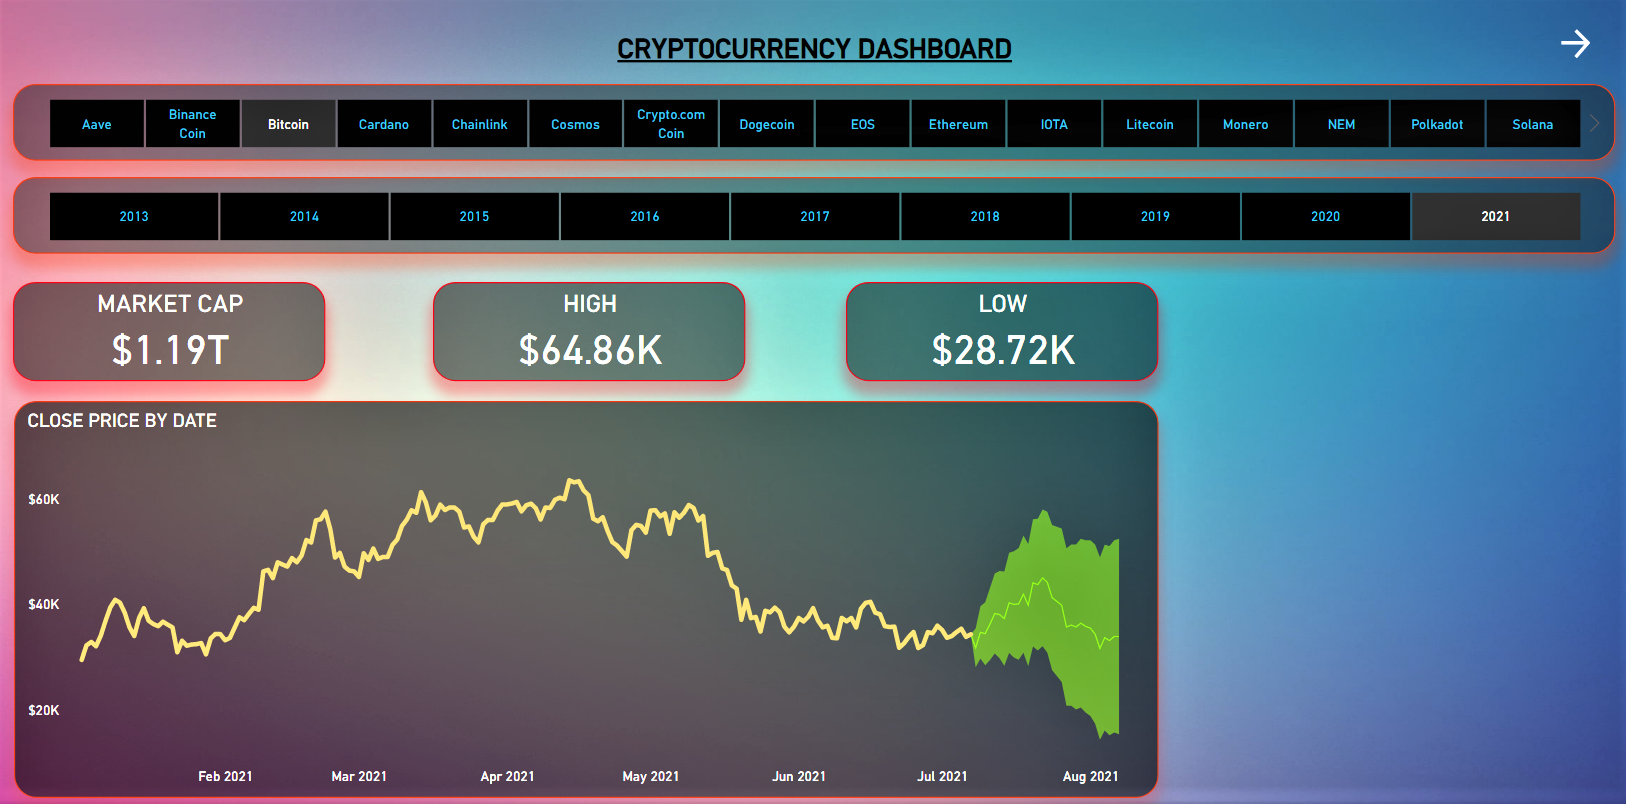 CRYPTOCURRENCY DASHBOARD
Aave
Binance
Coin
Bitcoin
Cardano
Chainlink
Cosmos
Crypto.com
Coin
Dogecoin
EOS
Ethereum
IOTA
Litecoin
Monero
NEM
Polkadot
Solana
2013
2014
2015
2016
2017
2018
2019
2020
2021
MARKET CAP
$1.19T
HIGH
$64.86K
LOW
$28.72K
CLOSE PRICE BY DATE
$60K
$40K
$20K
Feb 2021
Mar 2021
Apr 2021
May 2021
Jun 2021
Jul 2021
Aug 2021